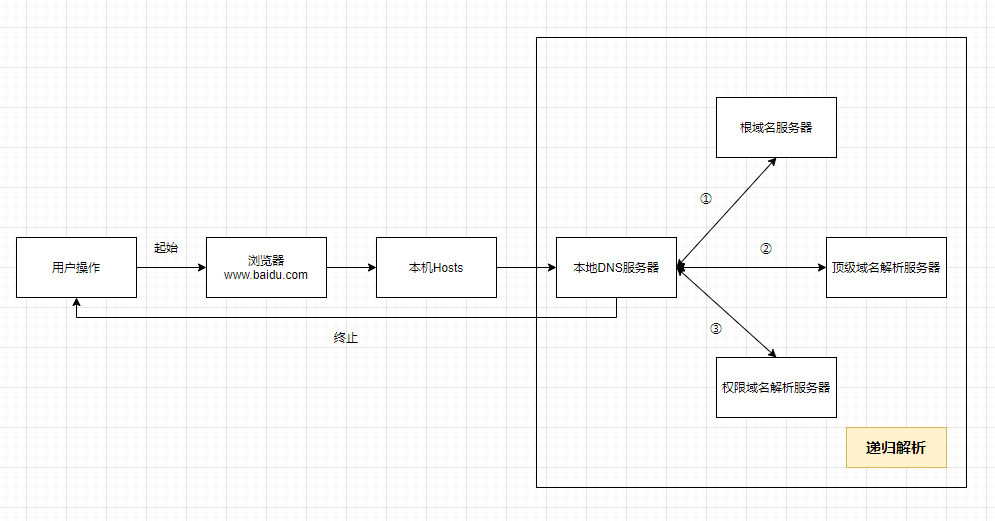 根域名服务器
①
起始
用户操作
浏览器
www.baidu.com
本机Hosts
本地DNS服务器
②
顶级域名解析服务器
终止
③
权限域名解析服务器
递归解析